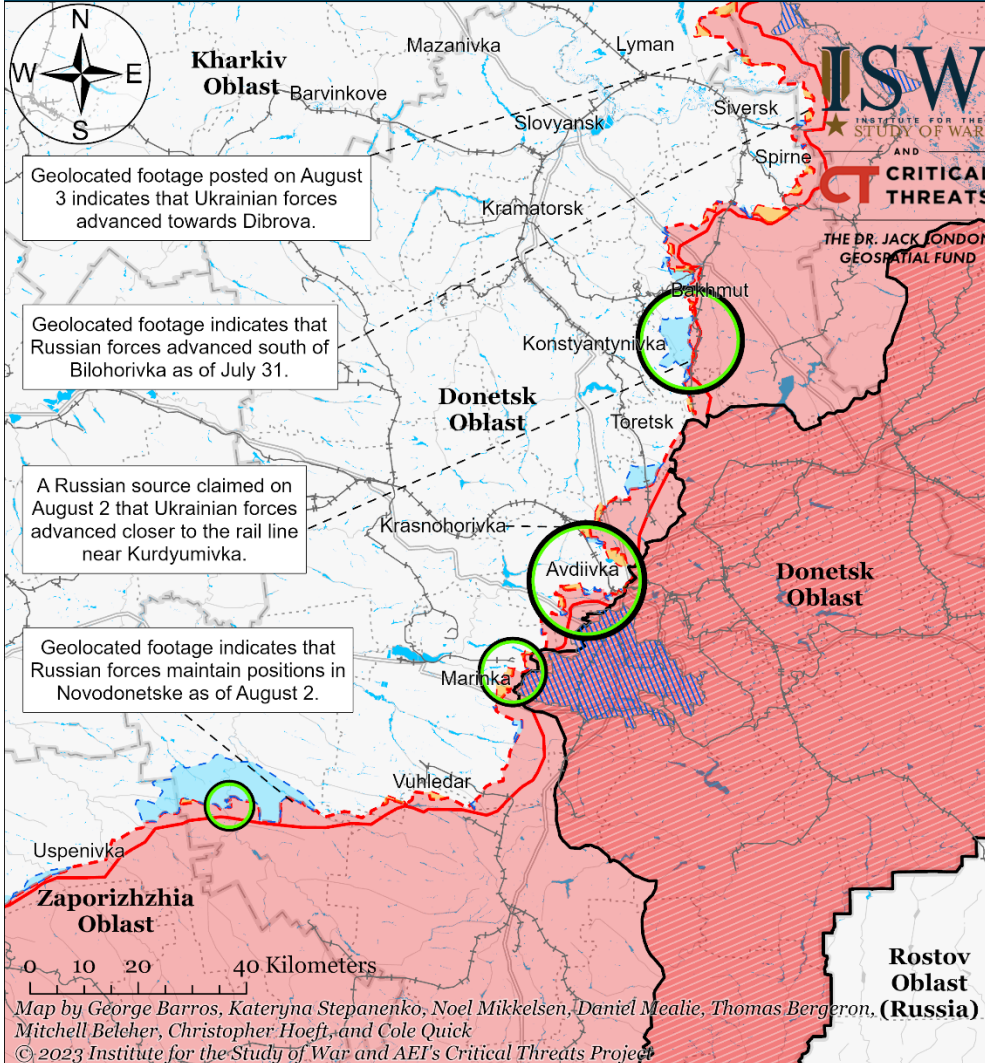 N
W
E
S
Kharkiv
Oblast
Mazanivka
Lyman
Barvinkove
Slovyansk
Siversk
Spirne
ISW
INSTITUTE FOR THE
STUDY OF WAR
AND
CT CRITICAL
THREATS
THE DR. JACK LONDON
GEOSPATIAL FUND
Geolocated footage posted on August
3 indicates that Ukrainian forces
advanced towards Dibrova.
Kramatorsk
Bakhmut
Geolocated footage indicates that
Russian forces advanced south of
Bilohorivka as of July 31.
Konstyantynivka
Donetsk
Oblast
Toretsk
A Russian source claimed on
August 2 that Ukrainian forces
advanced closer to the rail line
near Kurdyumivka.
Krasnohorivka
Avdiivka
Donetsk
Oblast
Geolocated footage indicates that
Russian forces maintain positions in
Novodonetske as of August 2.
Marinka
Vuhledar
Uspenivka
Zaporizhzhia
Oblast
0 10 20 40 Kilometers
Rostov
Oblast
(Russia)
Map by George Barros, Kateryna Stepanenko, Noel Mikkelsen, Daniel Mealie, Thomas Bergeron,
Mitchell Belcher, Christopher Hoeft, and Cole Quick
© 2023 Institute for the Study of War and AEI's Critical Threats Project